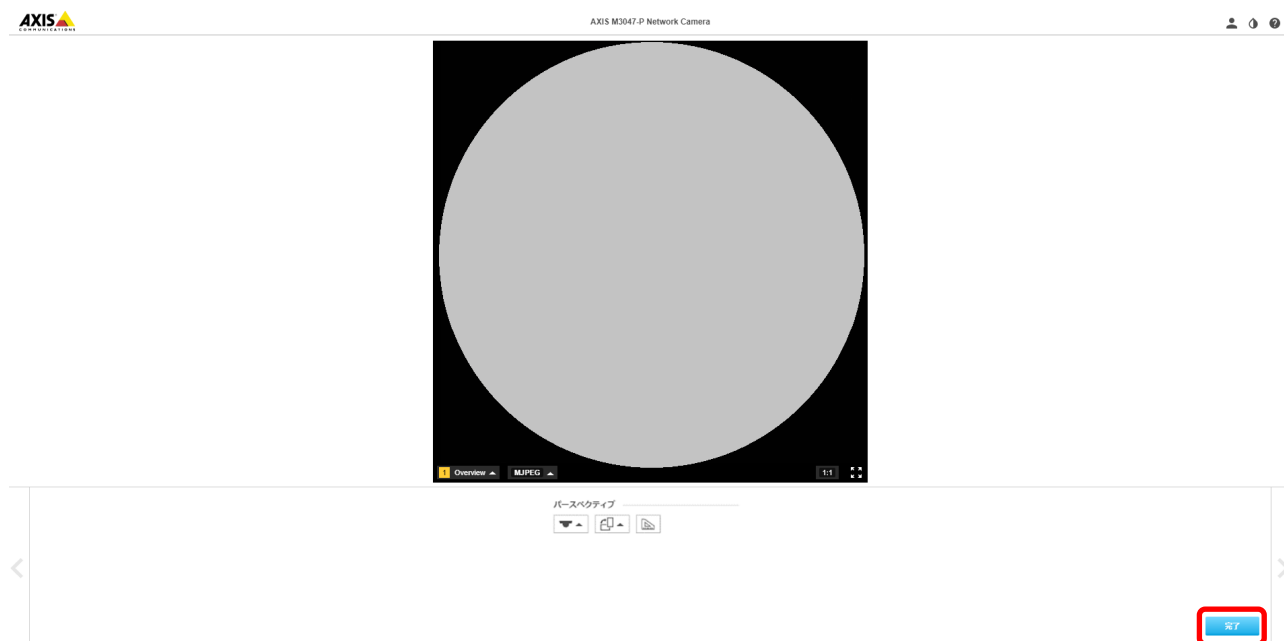 AXIS
COMMUNICATIONS
AXIS M3047-P Network Camera
1 Overview
MJPEG
1:1
パースペクティブ
完了